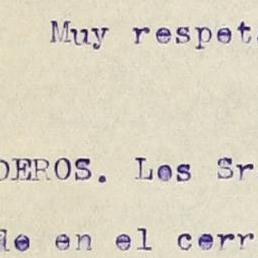 Muy respet
DEROS. Los Sr
de en el cerr